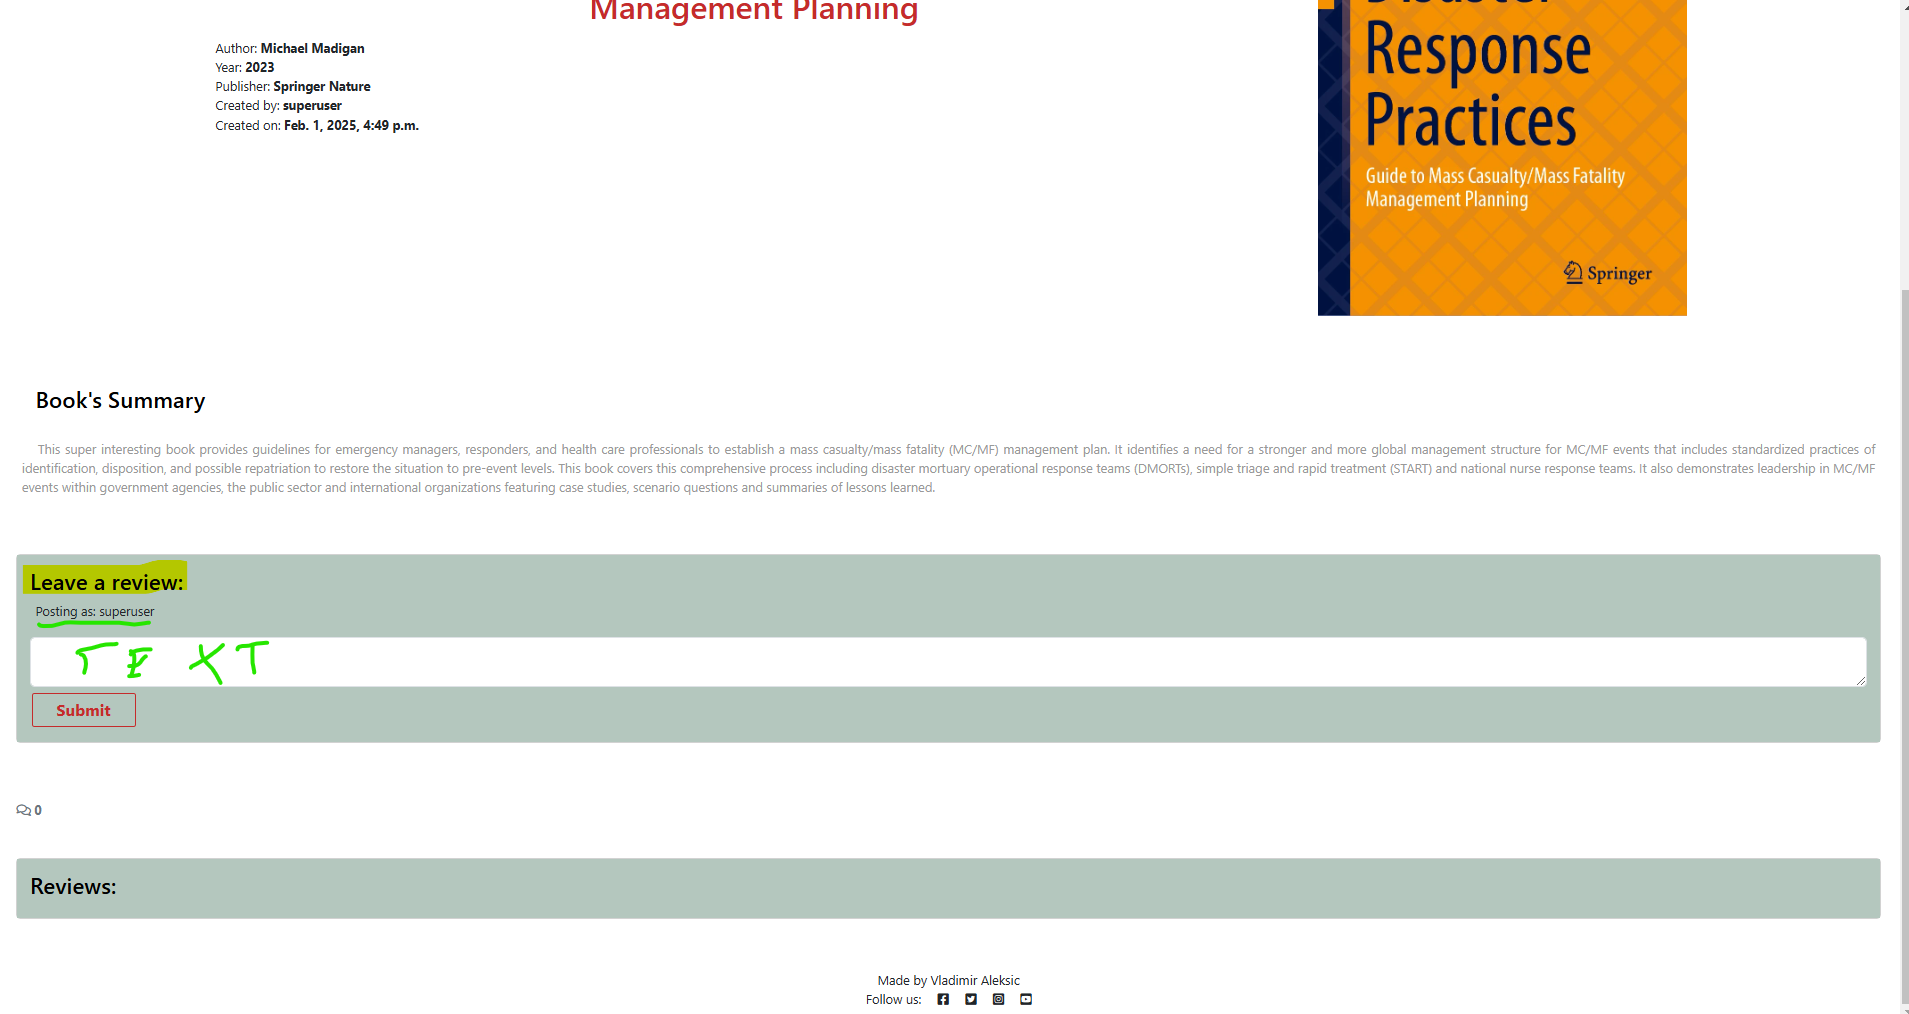 Management Planning
Author: Michael Madigan
Year: 2023
Publisher: Springer Nature
Created by: superuser
Created on: Feb. 1, 2025, 4:49 p.m.
Response
Practices
Guide to Mass Casualty/Mass Fatality
Management Planning
Springer
Book's Summary
This super interesting book provides guidelines for emergency managers, responders, and health care professionals to establish a mass casualty/mass fatality (MC/MF) management plan. It identifies a need for a stronger and more global management structure for MC/MF events that includes standardized practices of
identification, disposition, and possible repatriation to restore the situation to pre-event levels. This book covers this comprehensive process including disaster mortuary operational response teams (DMORTs), simple triage and rapid treatment (START) and national nurse response teams. It also demonstrates leadership in MC/MF
events within government agencies, the public sector and international organizations featuring case studies, scenario questions and summaries of lessons learned.
Leave a review:
Posting as: superuser
TEXT
Submit
0
Reviews:
Made by Vladimir Aleksic
Follow us: